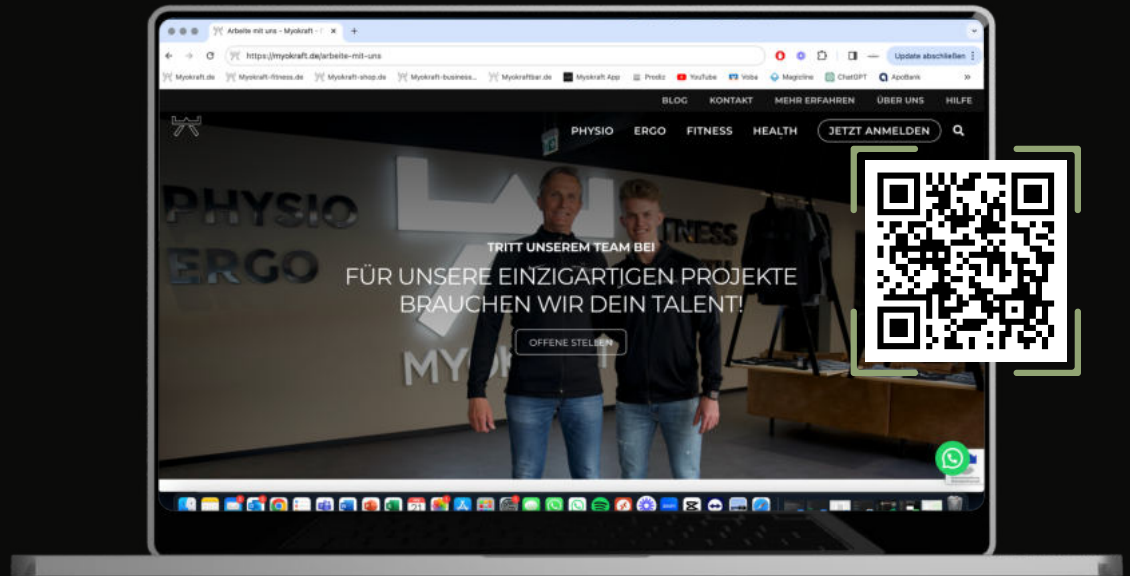 Arbeite mit uns - Myokraft -
https://myokraft.de/arbeite-mit-uns
Update abschließen
Myokraft.de Myokraft-fitness.de Myokraft-shop.de Myokraft-business... Myokraftbar.de Myokraft App Prodiz YouTube Voba Magicline ChatGPT ApoBank »
BLOG KONTAKT MEHR ERFAHREN ÜBER UNS HILFE
PHYSIO ERGO FITNESS HEALTH JETZT ANMELDEN
PHYSIO
ERGO
TRITT UNSEREM TEAM BEI
FÜR UNSERE EINZIGARTIGEN PROJEKTE
BRAUCHEN WIR DEIN TALENT!
OFFENE STELLEN